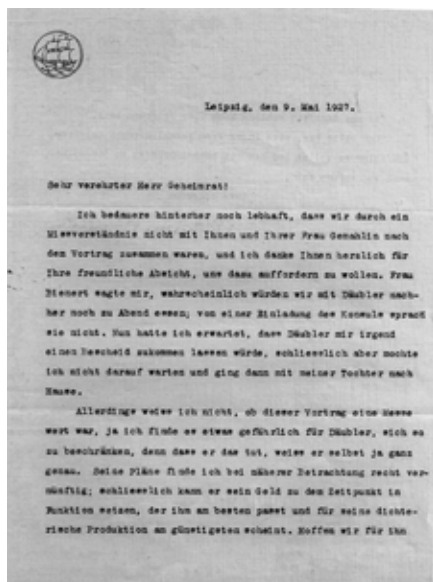 Leipzig, den 9. Mai 1927.
Sehr verehrter Herr Geheimrat!
Ich bedauere hinterher noch lebhaft, dass wir durch ein
Missverständnis nicht mit Ihnen und Ihrer Frau Gemahlin nach
dem Vortrag zusammen waren, und ich danke Ihnen herzlich für
Ihre freundliche Absicht, uns dazu auffordern zu wollen. Frau
Bienert sagte mir, wahrscheinlich würden wir mit Däubler nach-
her noch zu Abend essen; von einer Einladung des Konsuls sprach
sie nicht. Nun hatte ich erwartet, dass Däubler mir irgend
einen Bescheid zukommen lassen würde, schliesslich aber mochte
ich nicht darauf warten und ging dann mit meiner Tochter nach
Hause.
Allerdings weiss ich nicht, ob dieser Vortrag eine Messe
wert war, ja ich finde es etwas gefährlich für Däubler, sich so
zu beschränken, denn dass er das tut, weiss er selbst ja ganz
genau. Seine Pläne finde ich bei näherer Betrachtung recht ver-
nünftig; schliesslich kann er sein Geld zu dem Zeitpunkt in
Funktion setzen, der ihm am besten passt und für seine dichte-
rische Produktion am günstigsten scheint. Hoffen wir für ihn